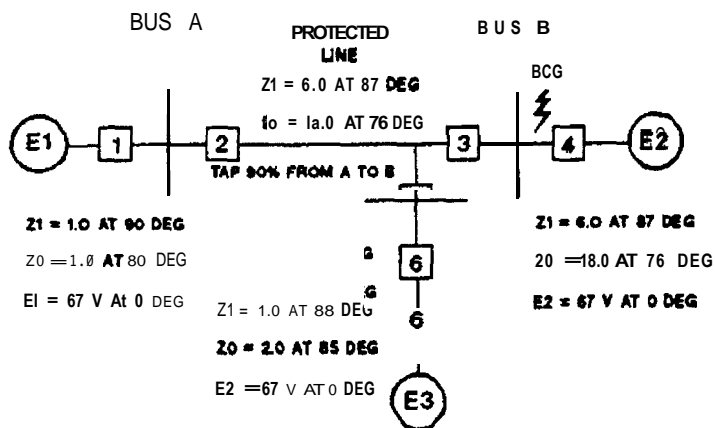 BUS A
PROTECTED
LINE
BUS B
Z1 = 6.0 AT 87 DEG
BCG
1o = 1a.0 AT 76 DEG
E1
1
2
3
4
E2
TAP 90% FROM A TO B
Z1 = 1.0 AT 90 DEG
Z0 = 1.0 AT 80 DEG
EI = 67 V At 0 DEG
Z1 = 6.0 AT 87 DEG
20 = 18.0 AT 76 DEG
E2 = 67 V AT 0 DEG
G
6
G
Z1 = 1.0 AT 88 DEG
6
Z0 = 2.0 AT 85 DEG
E2 = 67 V AT 0 DEG
E3